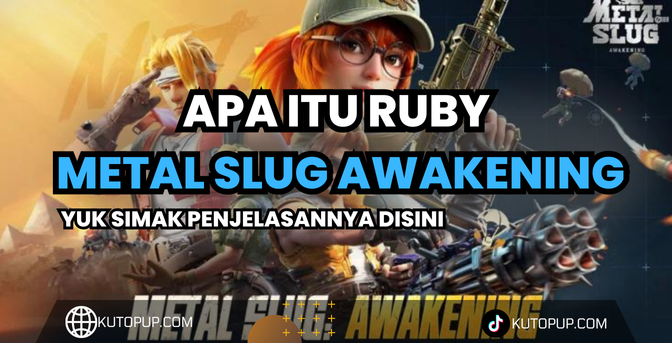 METAL
SLUG
AWAKENING
APA ITU RUBY
METAL SLUG AWAKENING
YUK SIMAK PENJELASANNYA DISINI
METAL SLUG: AWAKENING
KUTOPUP.COM
KUTOPUP.COM